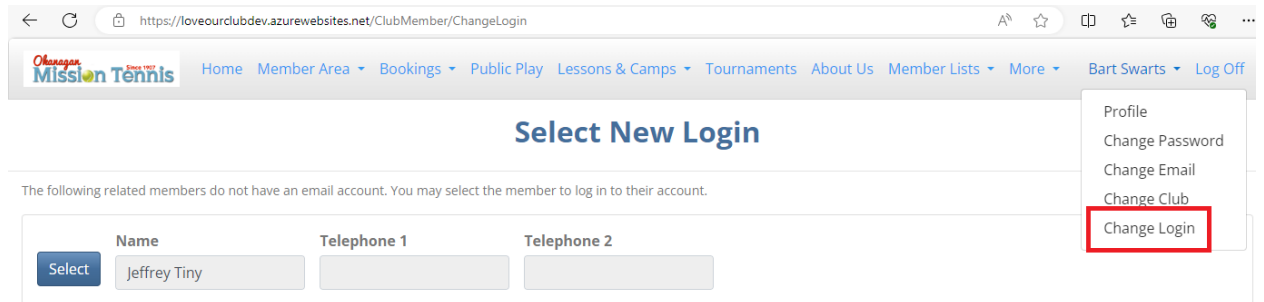 https://loveourclubdev.azurewebsites.net/ClubMember/ChangeLogin
Okanagan Since 1907
Mission Tennis
Home Member Area Bookings Public Play Lessons & Camps Tournaments About Us Member Lists More Bart Swarts Log Off
Profile
Change Password
Change Email
Change Club
Change Login
Select New Login
The following related members do not have an email account. You may select the member to log in to their account.
Name Telephone 1 Telephone 2
Select Jeffrey Tiny